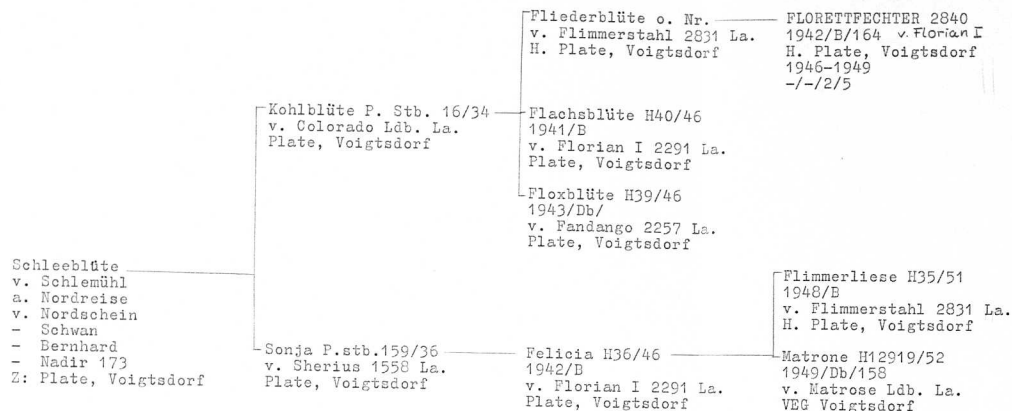 Schleeblüte
v. Schlemühl
a. Nordreise
v. Nordschein
- Schwan
- Bernhard
- Nadir 173
Z: Plate, Voigtsdorf
Kohlblüte P. Stb. 16/34
v. Colorado Ldb. La.
Plate, Voigtsdorf
Fliederblüte o. Nr.
v. Flimmerstahl 2831 La.
H. Plate, Voigtsdorf
FLORETTFECHTER 2840
1942/B/164 v. Florian I
H. Plate, Voigtsdorf
1946-1949
-/-/2/5
Flachsblüte H40/46
1941/B
v. Florian I 2291 La.
Plate, Voigtsdorf
Floxblüte H39/46
1943/Db/
v. Fandango 2257 La.
Plate, Voigtsdorf
Sonja P.stb.159/36
v. Sherius 1558 La.
Plate, Voigtsdorf
Felicia H36/46
1942/B
v. Florian I 2291 La.
Plate, Voigtsdorf
Flimmerliese H35/51
1948/B
v. Flimmerstahl 2831 La.
H. Plate, Voigtsdorf
Matrone H12919/52
1949/Db/158
v. Matrose Ldb. La.
VEG Voigtsdorf